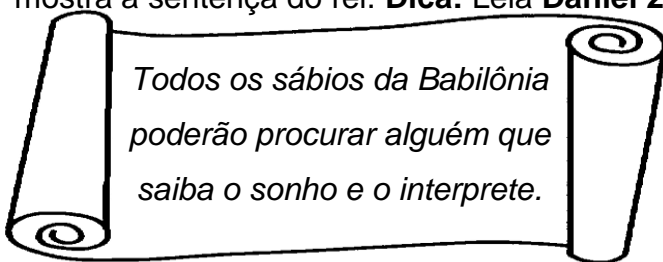 mostra a sentença do rei. Dica: Leia Daniel 2
Todos os sábios da Babilônia
poderão procurar alguém que
saiba o sonho e o interprete.